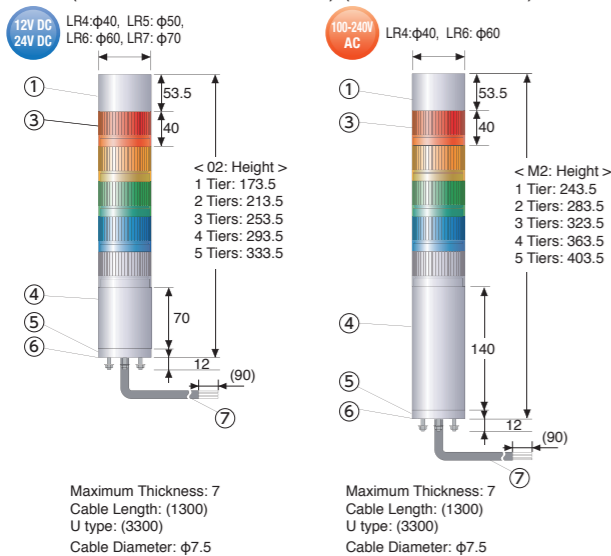 12V DC
24V DC
LR4:φ40, LR5: φ50,
LR6: φ60, LR7: φ70
①
53.5
③
40
< 02: Height >
1 Tier: 173.5
2 Tiers: 213.5
3 Tiers: 253.5
4 Tiers: 293.5
5 Tiers: 333.5
④
70
⑤
⑥
12
(90)
⑦
Maximum Thickness: 7
Cable Length: (1300)
U type: (3300)
Cable Diameter: φ7.5
100-240V
AC
LR4:φ40, LR6: φ60
①
53.5
③
40
< M2: Height >
1 Tier: 243.5
2 Tiers: 283.5
3 Tiers: 323.5
4 Tiers: 363.5
5 Tiers: 403.5
④
140
⑤
⑥
12
(90)
⑦
Maximum Thickness: 7
Cable Length: (1300)
U type: (3300)
Cable Diameter: φ7.5